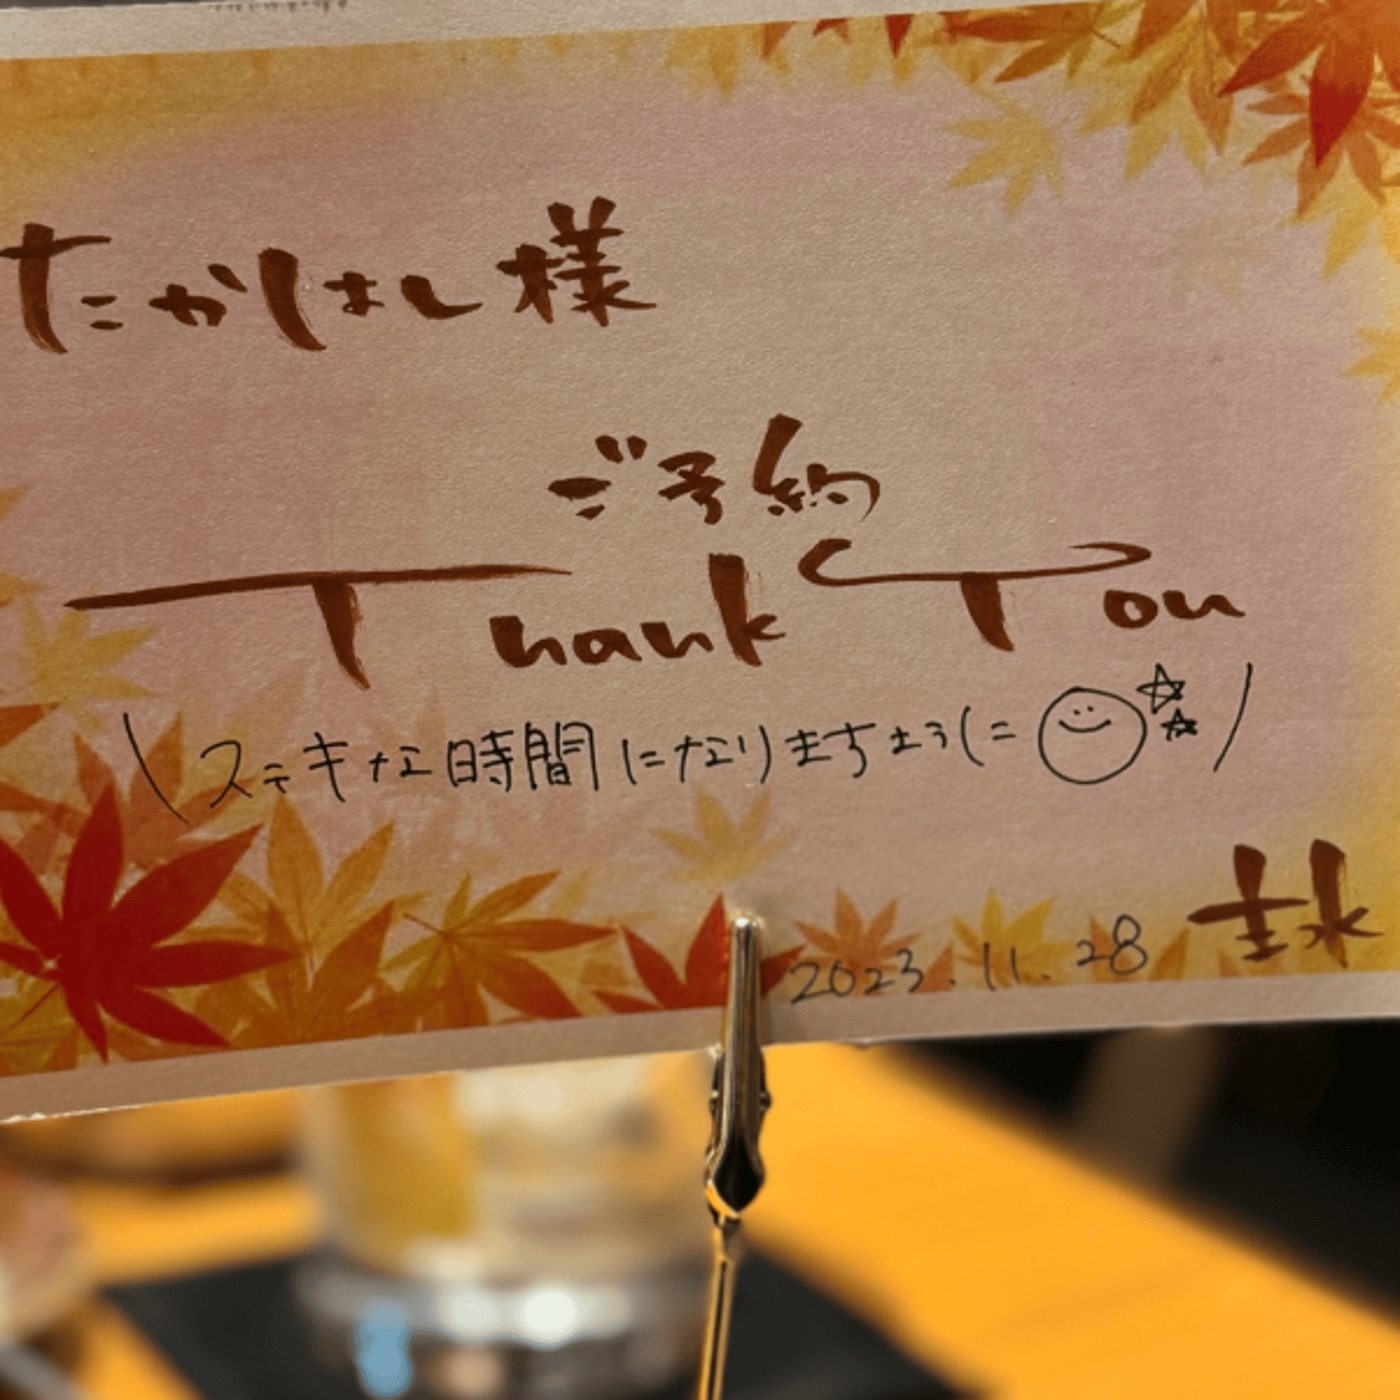 たかはし様
ご予約
Thank You
\ ステキな時間になりますように ☺☆☆ /
2023.11.28